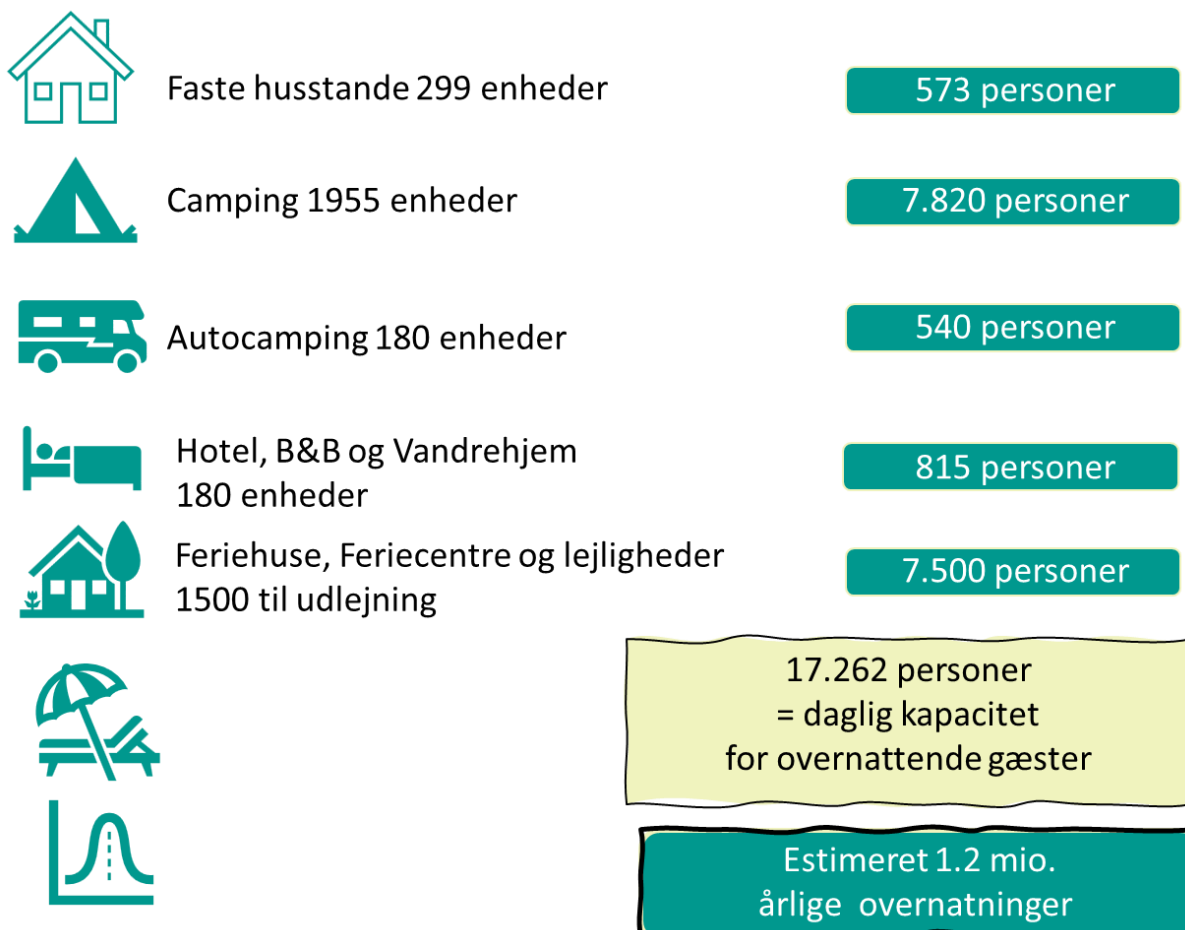 Faste husstande 299 enheder
573 personer
Camping 1955 enheder
7.820 personer
Autocamping 180 enheder
540 personer
Hotel, B&B og Vandrehjem
180 enheder
815 personer
Feriehuse, Feriecentre og lejligheder
1500 til udlejning
7.500 personer
17.262 personer
= daglig kapacitet
for overnattende gæster
Estimeret 1.2 mio.
årlige overnatninger